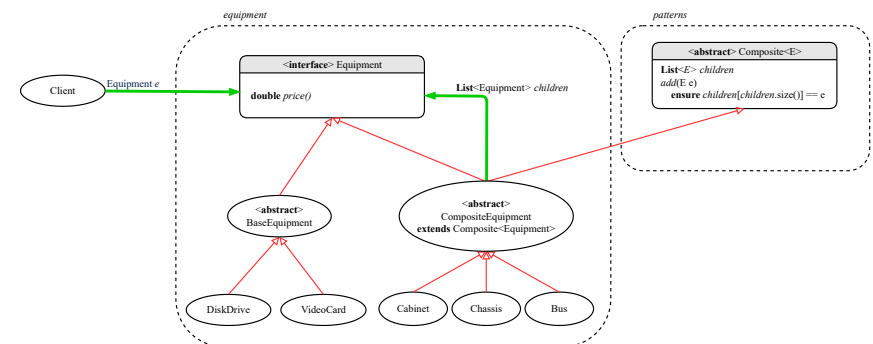 equipment
patterns
<interface> Equipment
double price()
<abstract> Composite<E>
List<E> children
add(E e)
ensure children[children.size()] == e
Client
Equipment e
List<Equipment> children
<abstract>
BaseEquipment
<abstract>
CompositeEquipment
extends Composite<Equipment>
DiskDrive
VideoCard
Cabinet
Chassis
Bus